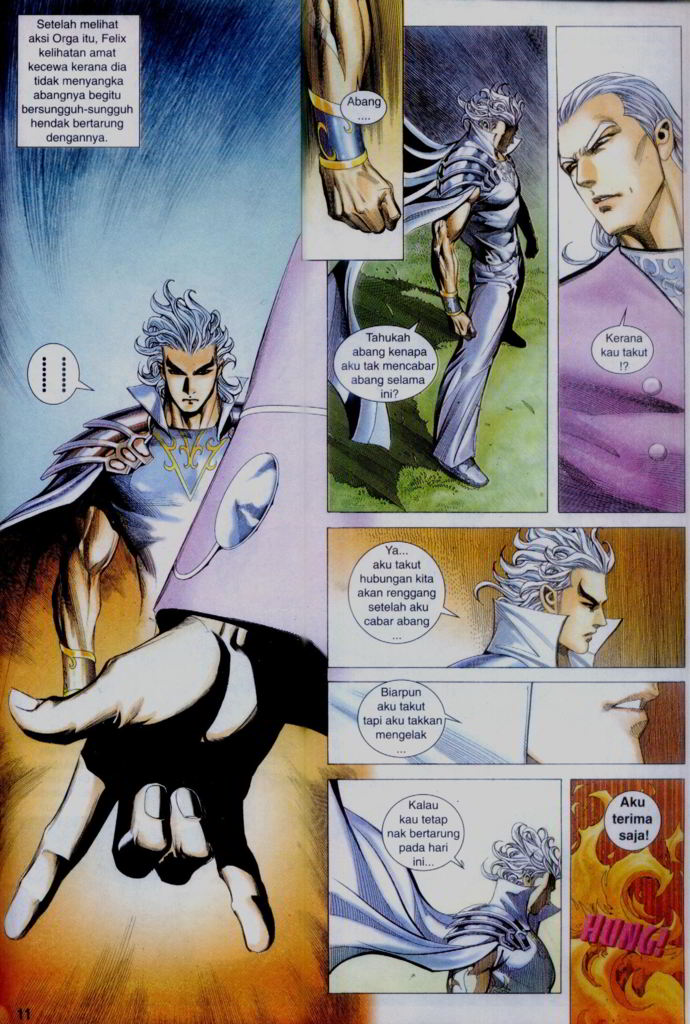 Setelah melihat
aksi Orga itu, Felix
kelihatan amat
kecewa kerana dia
tidak menyangka
abangnya begitu
bersungguh-sungguh
hendak bertarung
dengannya.
Abang
....
!!
Tahukah
abang kenapa
aku tak mencabar
abang selama
ini?
Kerana
kau takut
!?
Ya...
aku takut
hubungan kita
akan renggang
setelah aku
cabar abang
...
Biarpun
aku takut
tapi aku takkan
mengelak
...
Kalau
kau tetap
nak bertarung
pada hari
ini...
Aku
terima
saja!
HUNG!
11